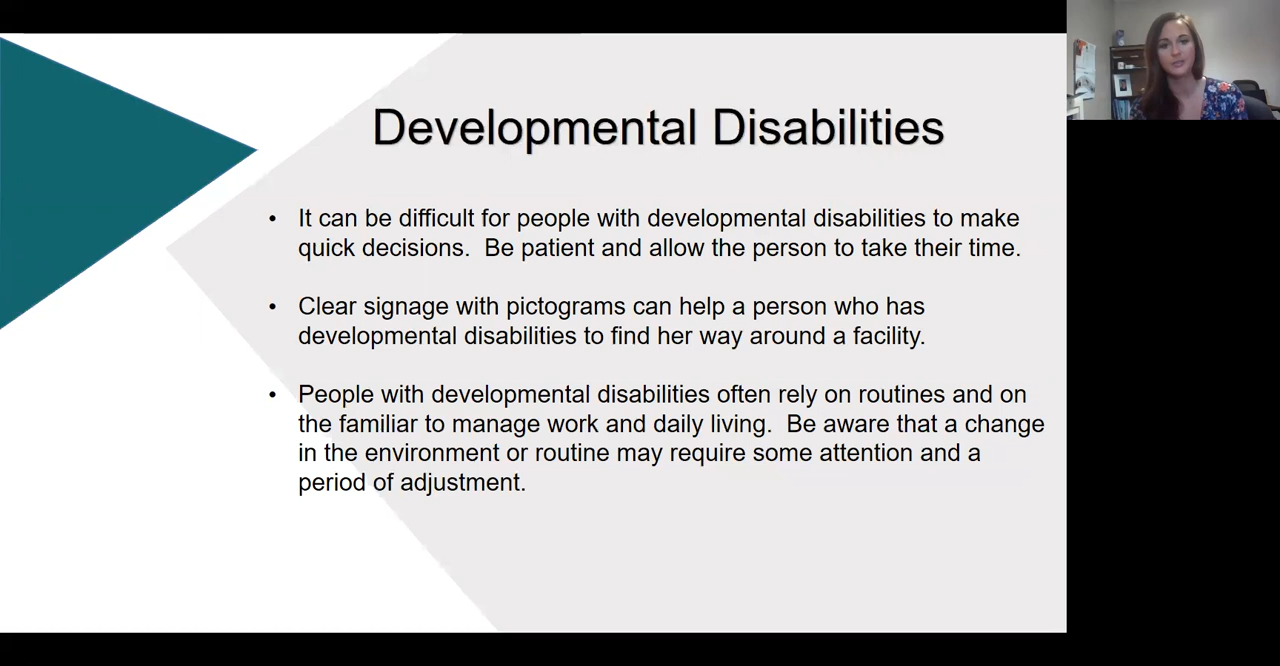 Developmental Disabilities
• It can be difficult for people with developmental disabilities to make
quick decisions.  Be patient and allow the person to take their time.
• Clear signage with pictograms can help a person who has
developmental disabilities to find her way around a facility.
• People with developmental disabilities often rely on routines and on
the familiar to manage work and daily living.  Be aware that a change
in the environment or routine may require some attention and a
period of adjustment.